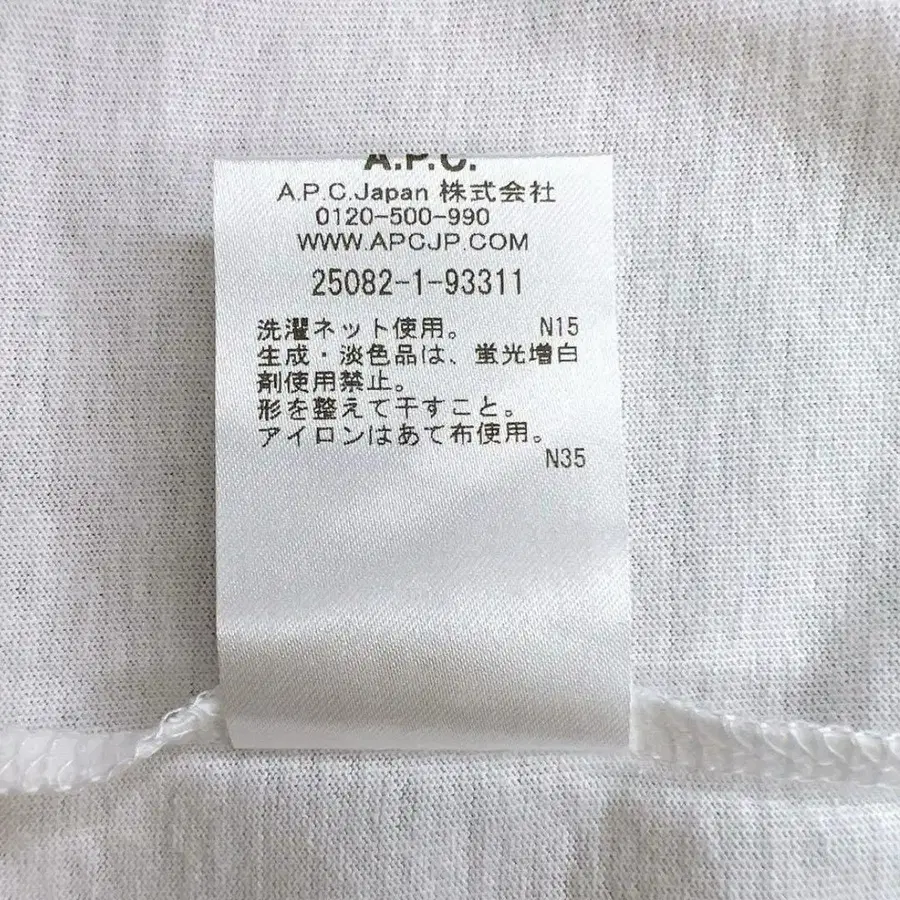 A.P.C.
A.P.C.Japan 株式会社
0120-500-990
WWW.APCJP.COM
25082-1-93311
洗濯ネット使用。 N15
生成・淡色品は、蛍光増白
剤使用禁止。
形を整えて干すこと。
アイロンはあて布使用。
N35